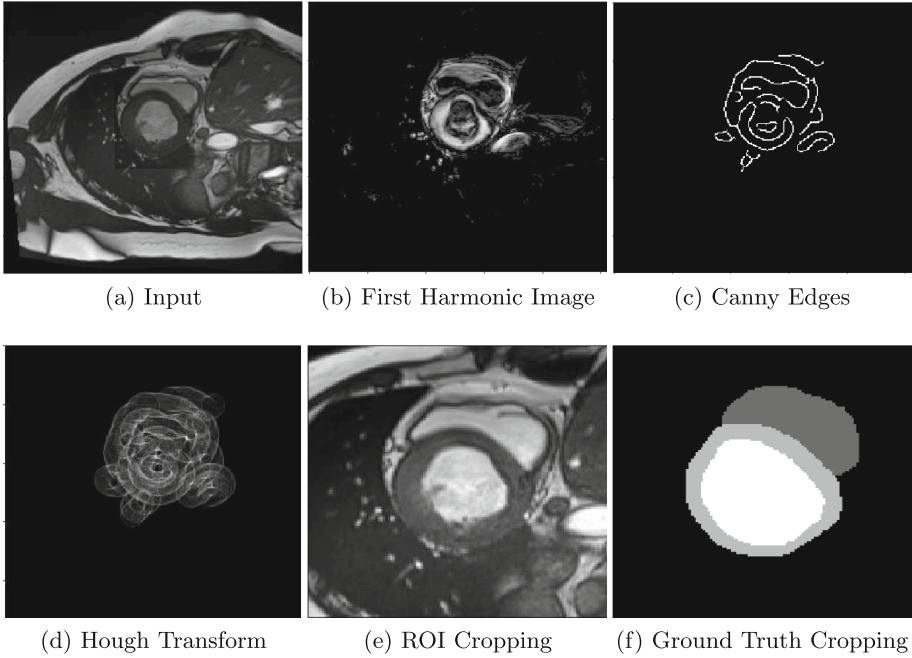 (a) Input
(b) First Harmonic Image
(c) Canny Edges
(d) Hough Transform
(e) ROI Cropping
(f) Ground Truth Cropping